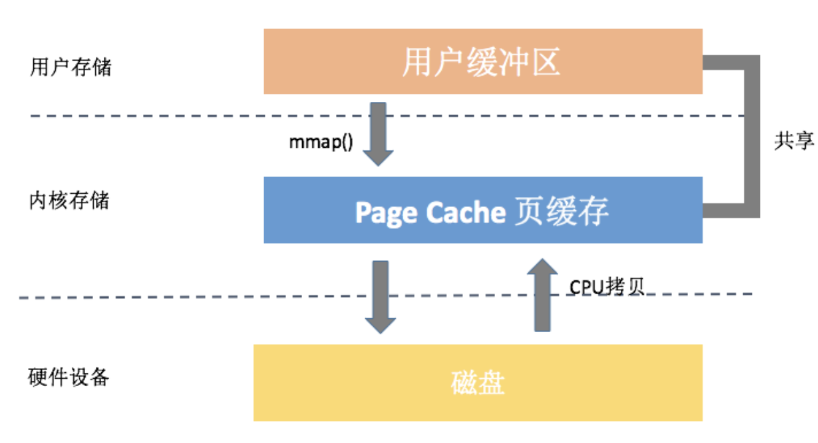 用户缓冲区
用户存储
mmap()
共享
内核存储
Page Cache 页缓存
CPU拷贝
硬件设备
磁盘